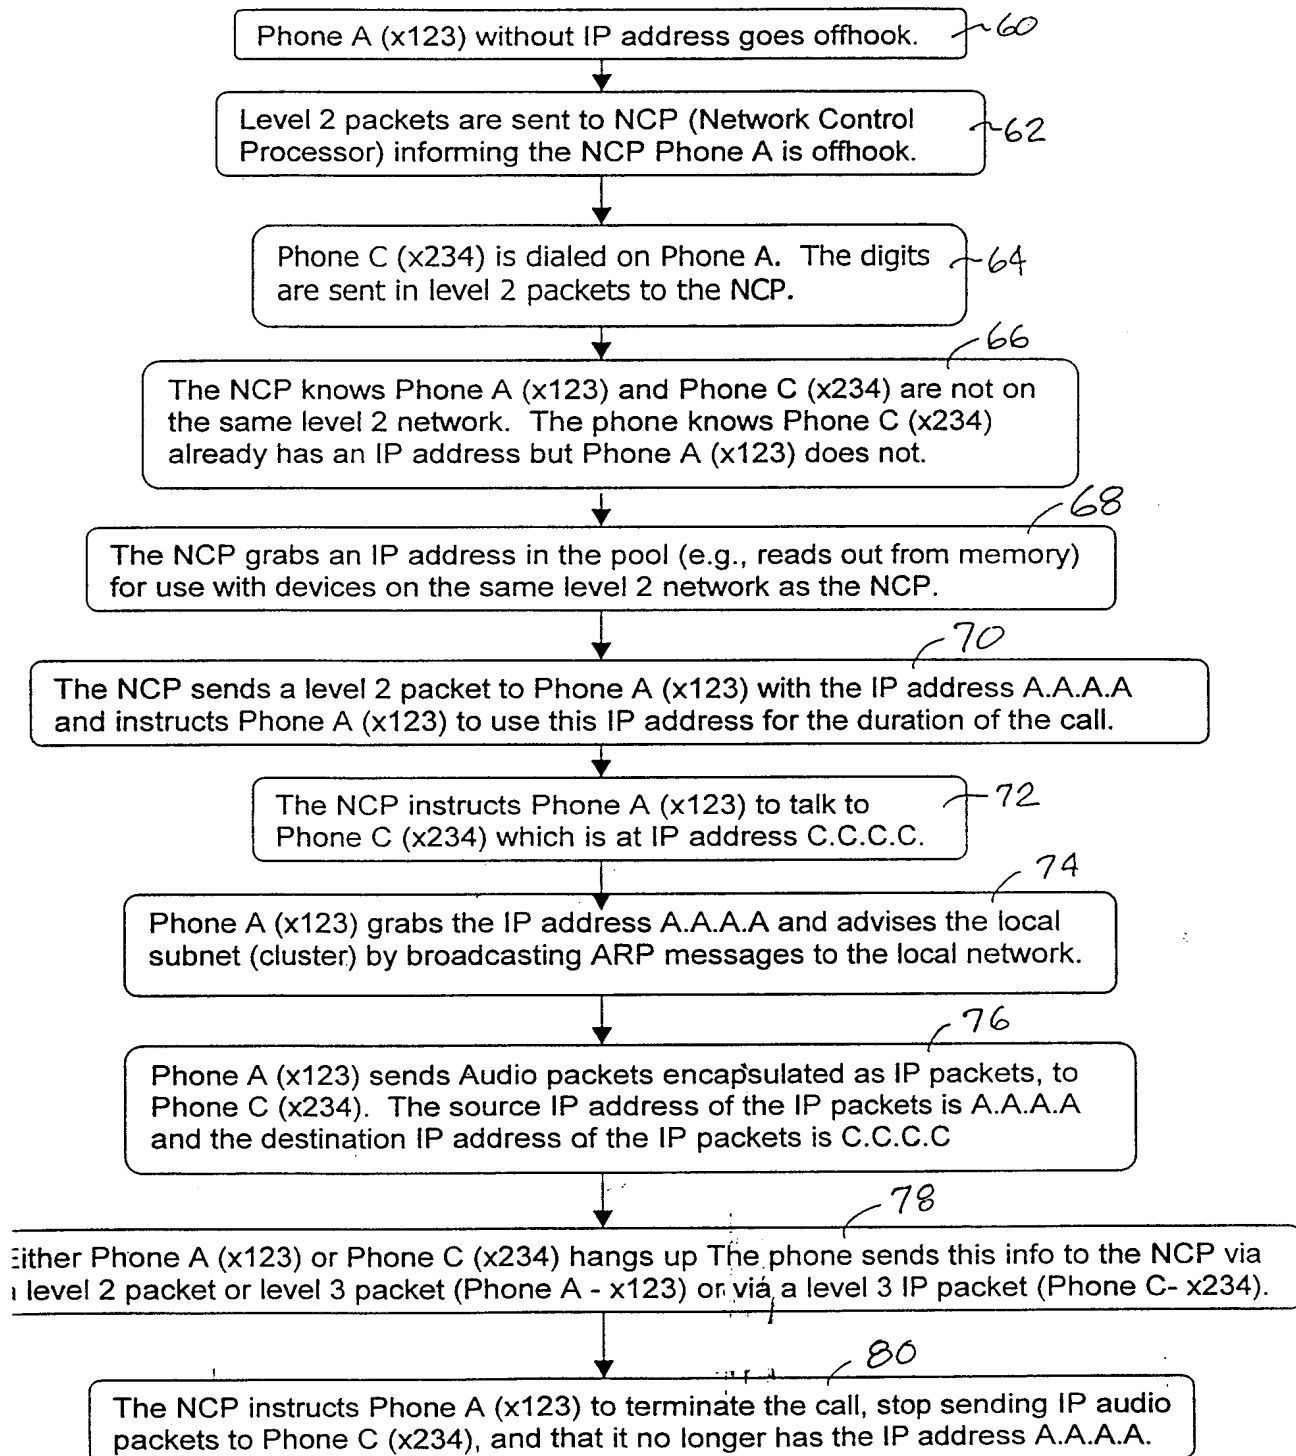 Phone A (x123) without IP address goes offhook.
60
Level 2 packets are sent to NCP (Network Control
Processor) informing the NCP Phone A is offhook.
62
Phone C (x234) is dialed on Phone A. The digits
are sent in level 2 packets to the NCP.
64
66
The NCP knows Phone A (x123) and Phone C (x234) are not on
the same level 2 network. The phone knows Phone C (x234)
already has an IP address but Phone A (x123) does not.
68
The NCP grabs an IP address in the pool (e.g., reads out from memory)
for use with devices on the same level 2 network as the NCP.
70
The NCP sends a level 2 packet to Phone A (x123) with the IP address A.A.A.A
and instructs Phone A (x123) to use this IP address for the duration of the call.
The NCP instructs Phone A (x123) to talk to
Phone C (x234) which is at IP address C.C.C.C.
72
74
Phone A (x123) grabs the IP address A.A.A.A and advises the local
subnet (cluster) by broadcasting ARP messages to the local network.
76
Phone A (x123) sends Audio packets encapsulated as IP packets, to
Phone C (x234). The source IP address of the IP packets is A.A.A.A
and the destination IP address of the IP packets is C.C.C.C
78
Either Phone A (x123) or Phone C (x234) hangs up The phone sends this info to the NCP via
level 2 packet or level 3 packet (Phone A - x123) or via a level 3 IP packet (Phone C- x234).
80
The NCP instructs Phone A (x123) to terminate the call, stop sending IP audio
packets to Phone C (x234), and that it no longer has the IP address A.A.A.A.